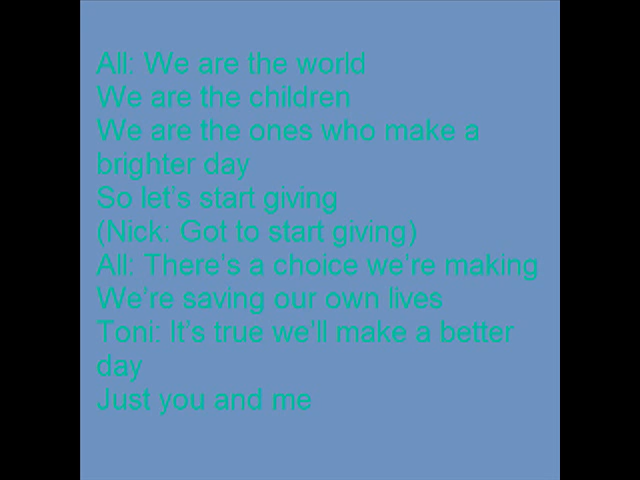 All: We are the world
We are the children
We are the ones who make a
brighter day
So let's start giving
(Nick: Got to start giving)
All: There's a choice we're making
We're saving our own lives
Toni: It's true we'll make a better
day
Just you and me